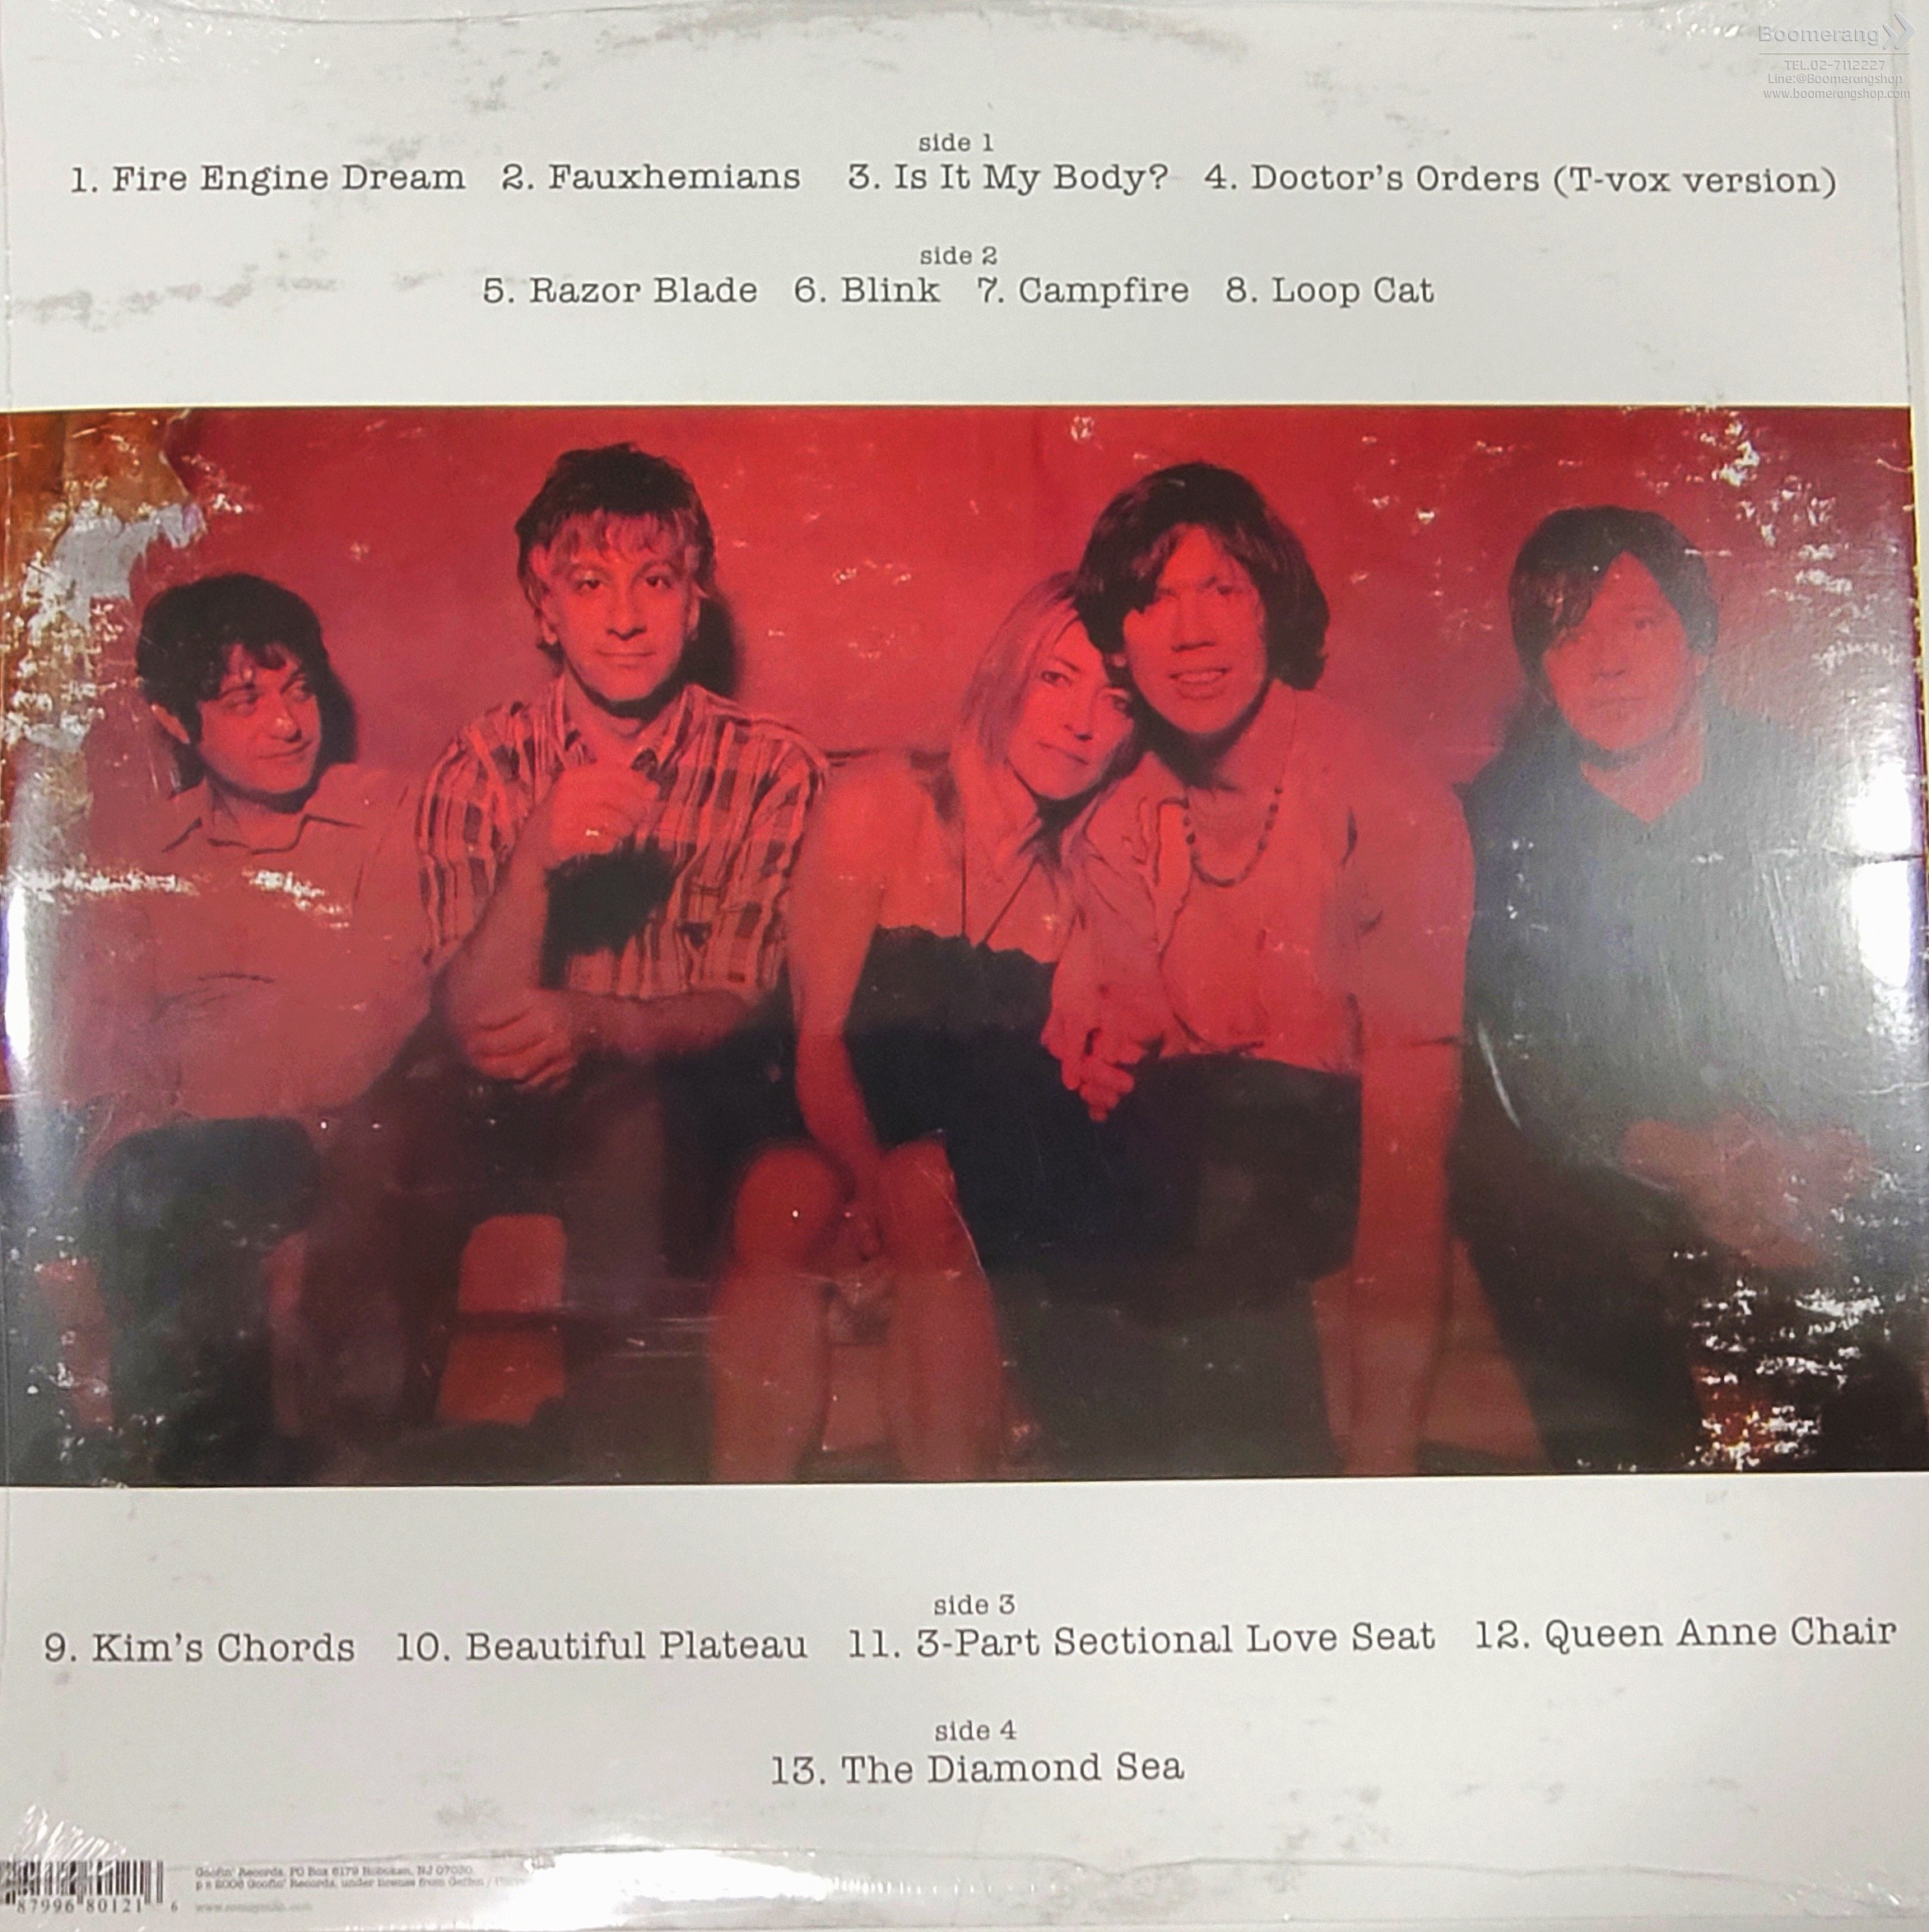 Boomerang
TEL.02-7112227
Line:@Boomerangshop
www.boomerangshop.com
side 1
1. Fire Engine Dream 2. Fauxhemians 3. Is It My Body? 4. Doctor's Orders (T-vox version)
side 2
5. Razor Blade 6. Blink 7. Campfire 8. Loop Cat
side 3
9. Kim's Chords 10. Beautiful Plateau 11. 3-Part Sectional Love Seat 12. Queen Anne Chair
side 4
13. The Diamond Sea
Goofin' Records, PO Box 6179 Hoboken, NJ 07030
p © 2006 Goofin' Records, under license from Geffen /
87996 80121 6